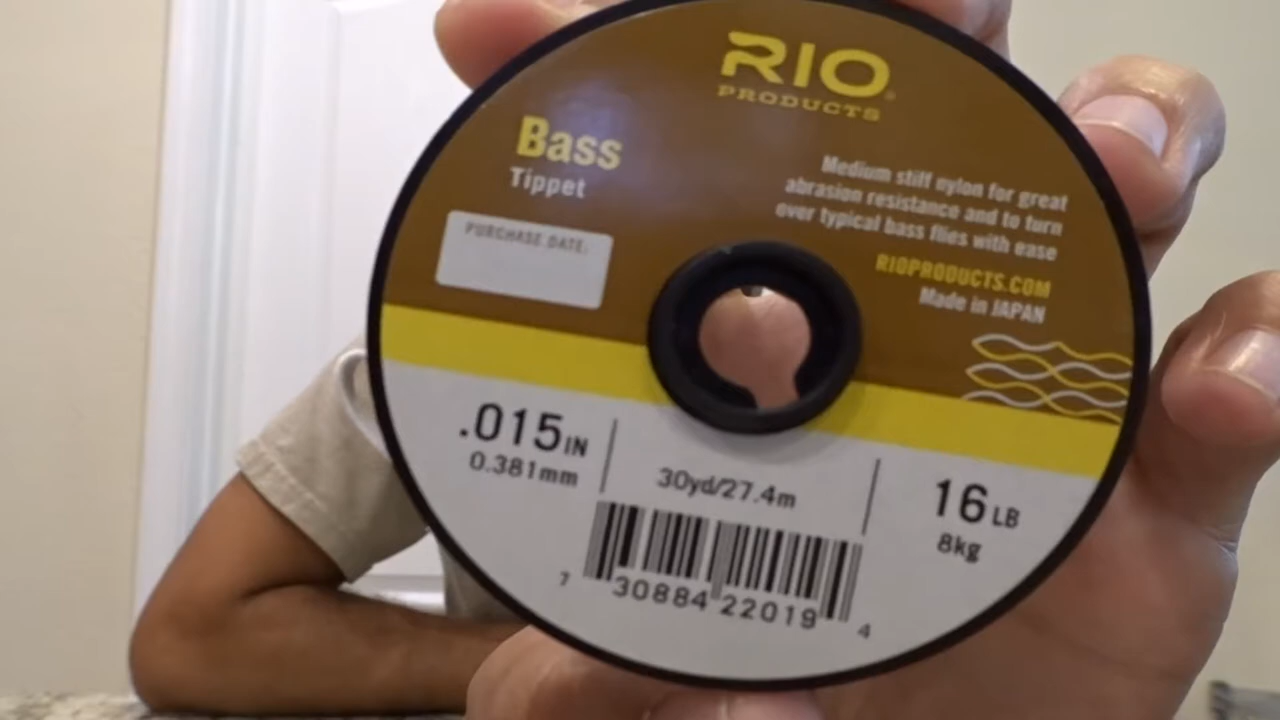 RIO
PRODUCTS
Bass
Tippet
PURCHASE DATE:
Medium stiff nylon for great
abrasion resistance and to turn
over typical bass flies with ease
RIOPRODUCTS.COM
Made in JAPAN
.015IN
0.381mm
30yd/27.4m
16LB
8kg
7 30884 22019 4